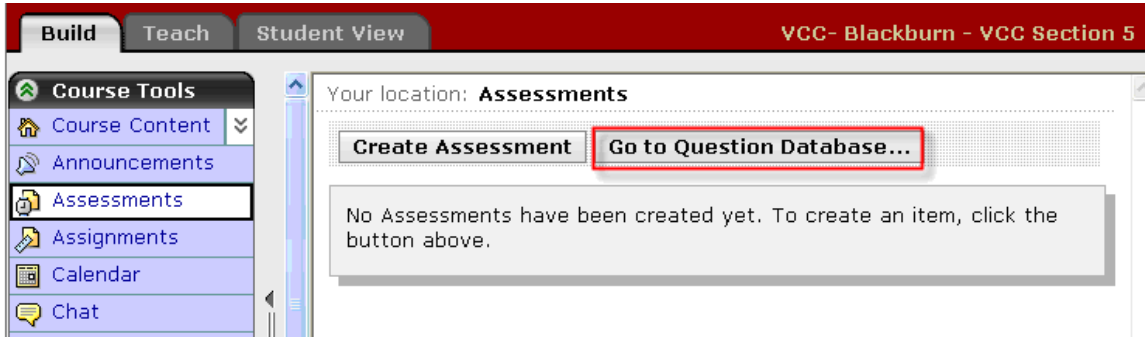 Build Teach Student View VCC- Blackburn - VCC Section 5
Course Tools
Course Content
Announcements
Assessments
Assignments
Calendar
Chat
Your location: Assessments
Create Assessment Go to Question Database...
No Assessments have been created yet. To create an item, click the
button above.